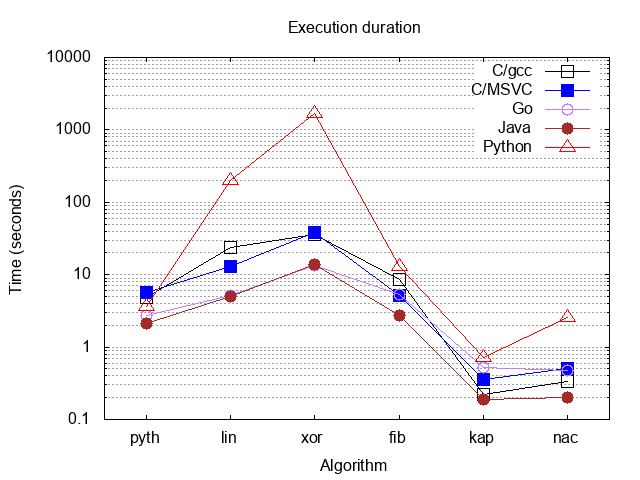 Execution duration
10000
1000
100
10
1
0.1
Time (seconds)
C/gcc
C/MSVC
Go
Java
Python
pyth lin xor fib kap nac
Algorithm